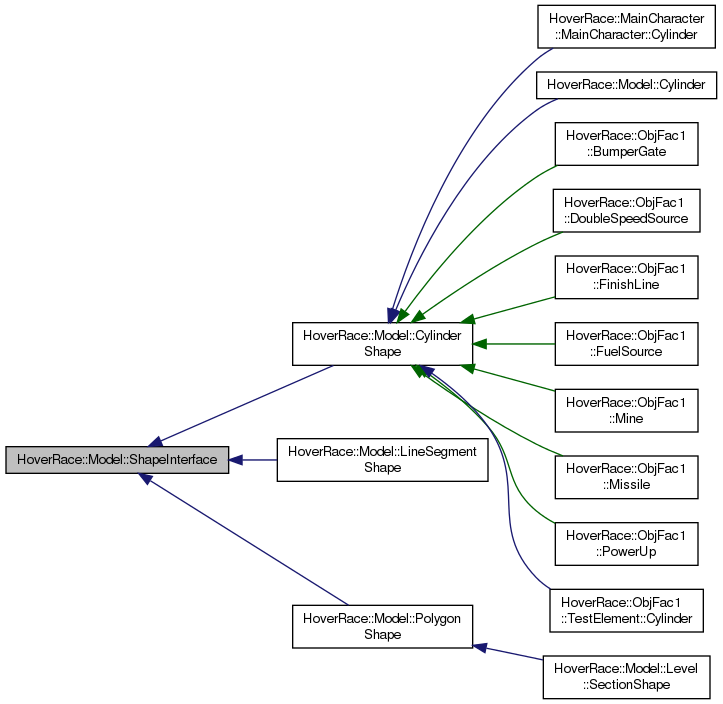 HoverRace::MainCharacter
::MainCharacter::Cylinder
HoverRace::Model::Cylinder
HoverRace::ObjFac1
::BumperGate
HoverRace::ObjFac1
::DoubleSpeedSource
HoverRace::ObjFac1
::FinishLine
HoverRace::Model::Cylinder
Shape
HoverRace::ObjFac1
::FuelSource
HoverRace::ObjFac1
::Mine
HoverRace::Model::ShapeInterface
HoverRace::Model::LineSegment
Shape
HoverRace::ObjFac1
::Missile
HoverRace::ObjFac1
::PowerUp
HoverRace::Model::Polygon
Shape
HoverRace::ObjFac1
::TestElement::Cylinder
HoverRace::Model::Level
::SectionShape